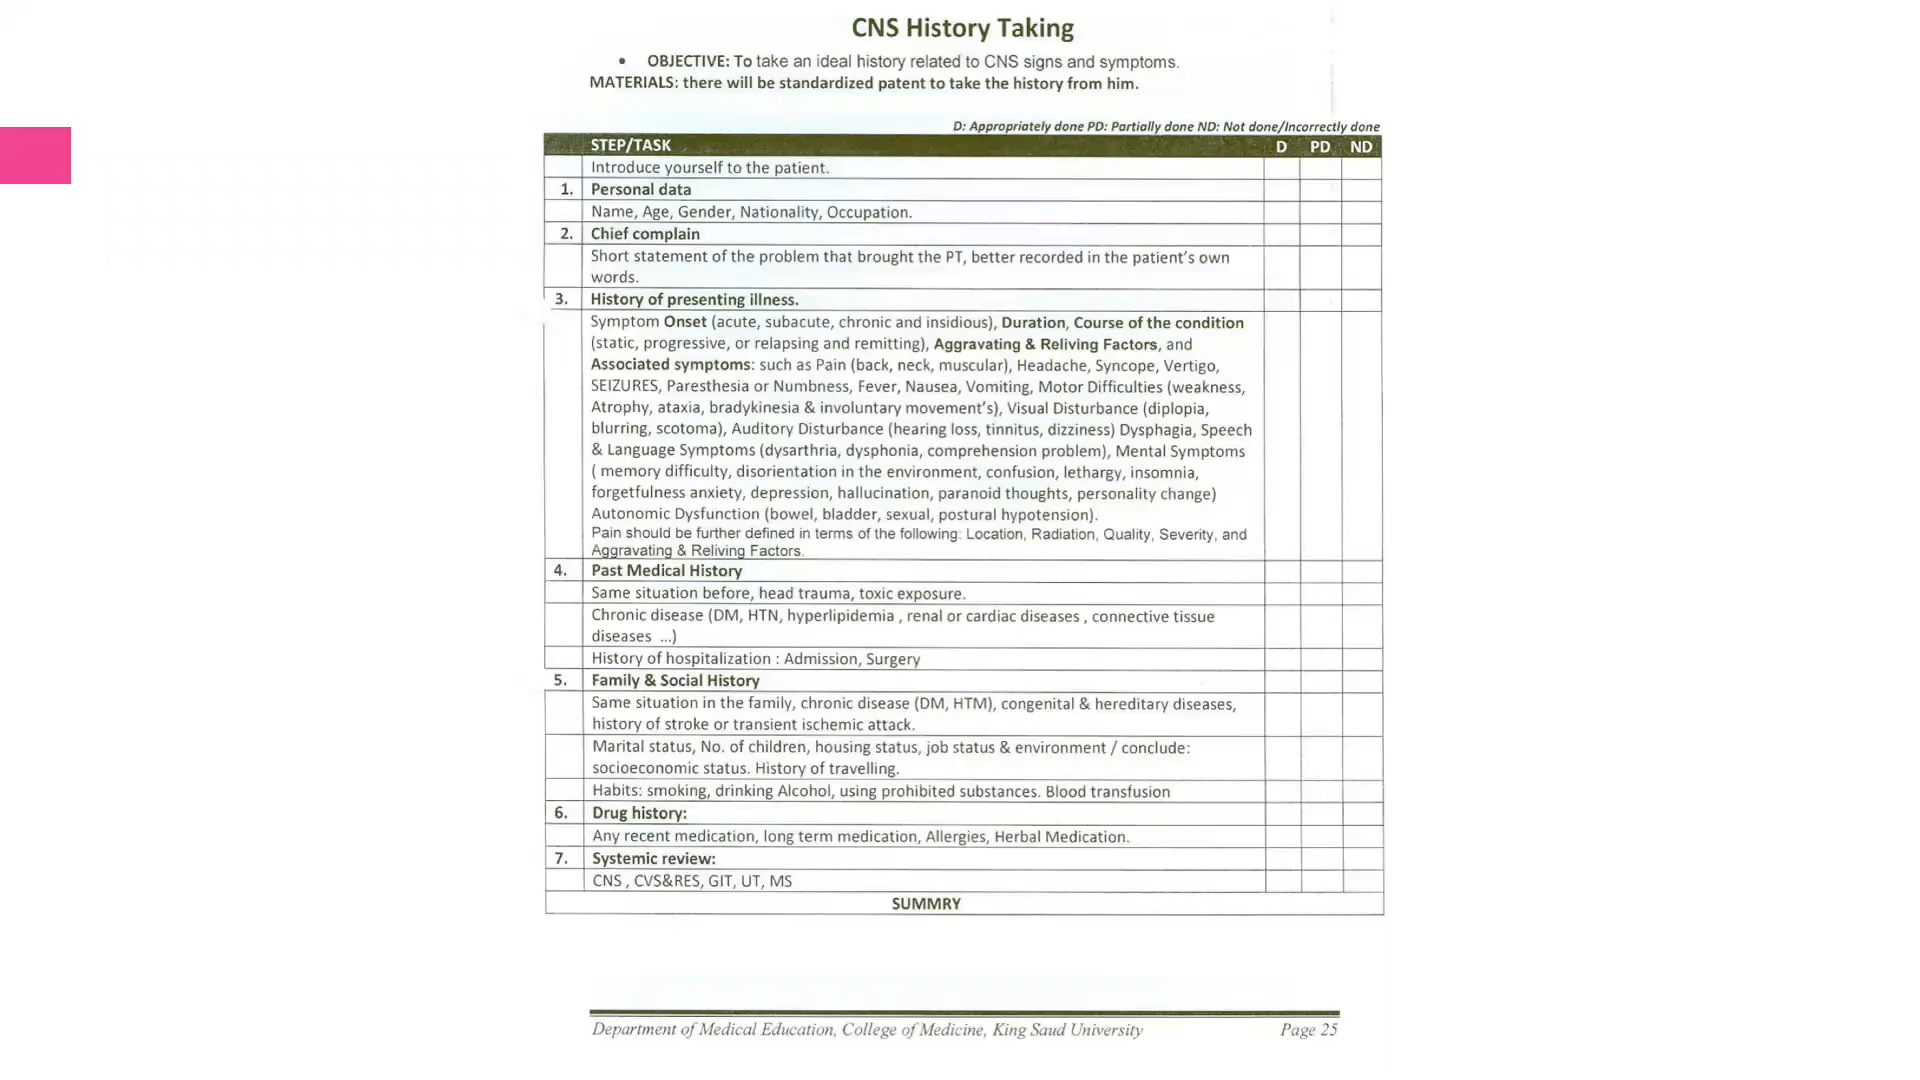 CNS History Taking
• OBJECTIVE: To take an ideal history related to CNS signs and symptoms.
MATERIALS: there will be standardized patent to take the history from him.
D: Appropriately done PD: Partially done ND: Not done/Incorrectly done
STEP/TASK D PD ND
Introduce yourself to the patient.
1. Personal data
Name, Age, Gender, Nationality, Occupation.
2. Chief complain
Short statement of the problem that brought the PT, better recorded in the patient's own
words.
3. History of presenting illness.
Symptom Onset (acute, subacute, chronic and insidious), Duration, Course of the condition
(static, progressive, or relapsing and remitting), Aggravating & Reliving Factors, and
Associated symptoms: such as Pain (back, neck, muscular), Headache, Syncope, Vertigo,
SEIZURES, Paresthesia or Numbness, Fever, Nausea, Vomiting, Motor Difficulties (weakness,
Atrophy, ataxia, bradykinesia & involuntary movement's), Visual Disturbance (diplopia,
blurring, scotoma), Auditory Disturbance (hearing loss, tinnitus, dizziness) Dysphagia, Speech
& Language Symptoms (dysarthria, dysphonia, comprehension problem), Mental Symptoms
( memory difficulty, disorientation in the environment, confusion, lethargy, insomnia,
forgetfulness anxiety, depression, hallucination, paranoid thoughts, personality change)
Autonomic Dysfunction (bowel, bladder, sexual, postural hypotension).
Pain should be further defined in terms of the following: Location, Radiation, Quality, Severity, and
Aggravating & Reliving Factors.
4. Past Medical History
Same situation before, head trauma, toxic exposure.
Chronic disease (DM, HTN, hyperlipidemia , renal or cardiac diseases , connective tissue
diseases ...)
History of hospitalization : Admission, Surgery
5. Family & Social History
Same situation in the family, chronic disease (DM, HTM), congenital & hereditary diseases,
history of stroke or transient ischemic attack.
Marital status, No. of children, housing status, job status & environment / conclude:
socioeconomic status. History of travelling.
Habits: smoking, drinking Alcohol, using prohibited substances. Blood transfusion
6. Drug history:
Any recent medication, long term medication, Allergies, Herbal Medication.
7. Systemic review:
CNS , CVS&RES, GIT, UT, MS
SUMMRY
Department of Medical Education, College of Medicine, King Saud University Page 25